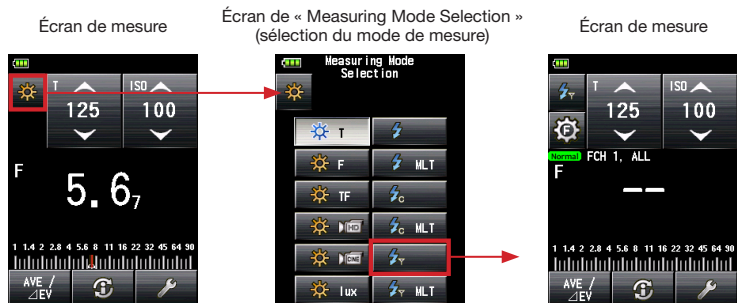 Écran de mesure
Écran de « Measuring Mode Selection »
(sélection du mode de mesure)
Écran de mesure
T
ISO
125
100
F
5.6₇
1 1.4 2 2.8 4 5.6 8 11 16 22 32 45 64 90
AVE /
⊿EV
Measuring Mode
Selection
T
F
MLT
TF
C
HD
C MLT
CINE
T
lux
T MLT
T
T
ISO
125
100
F
Normal FCH 1, ALL
F
--
1 1.4 2 2.8 4 5.6 8 11 16 22 32 45 64 90
AVE /
⊿EV